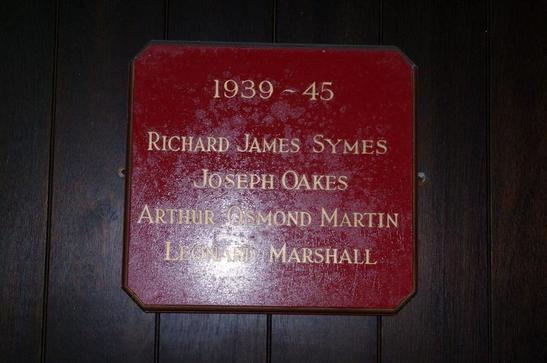 1939 ~ 45
RICHARD JAMES SYMES
JOSEPH OAKES
ARTHUR OSMOND MARTIN
LEONARD MARSHALL